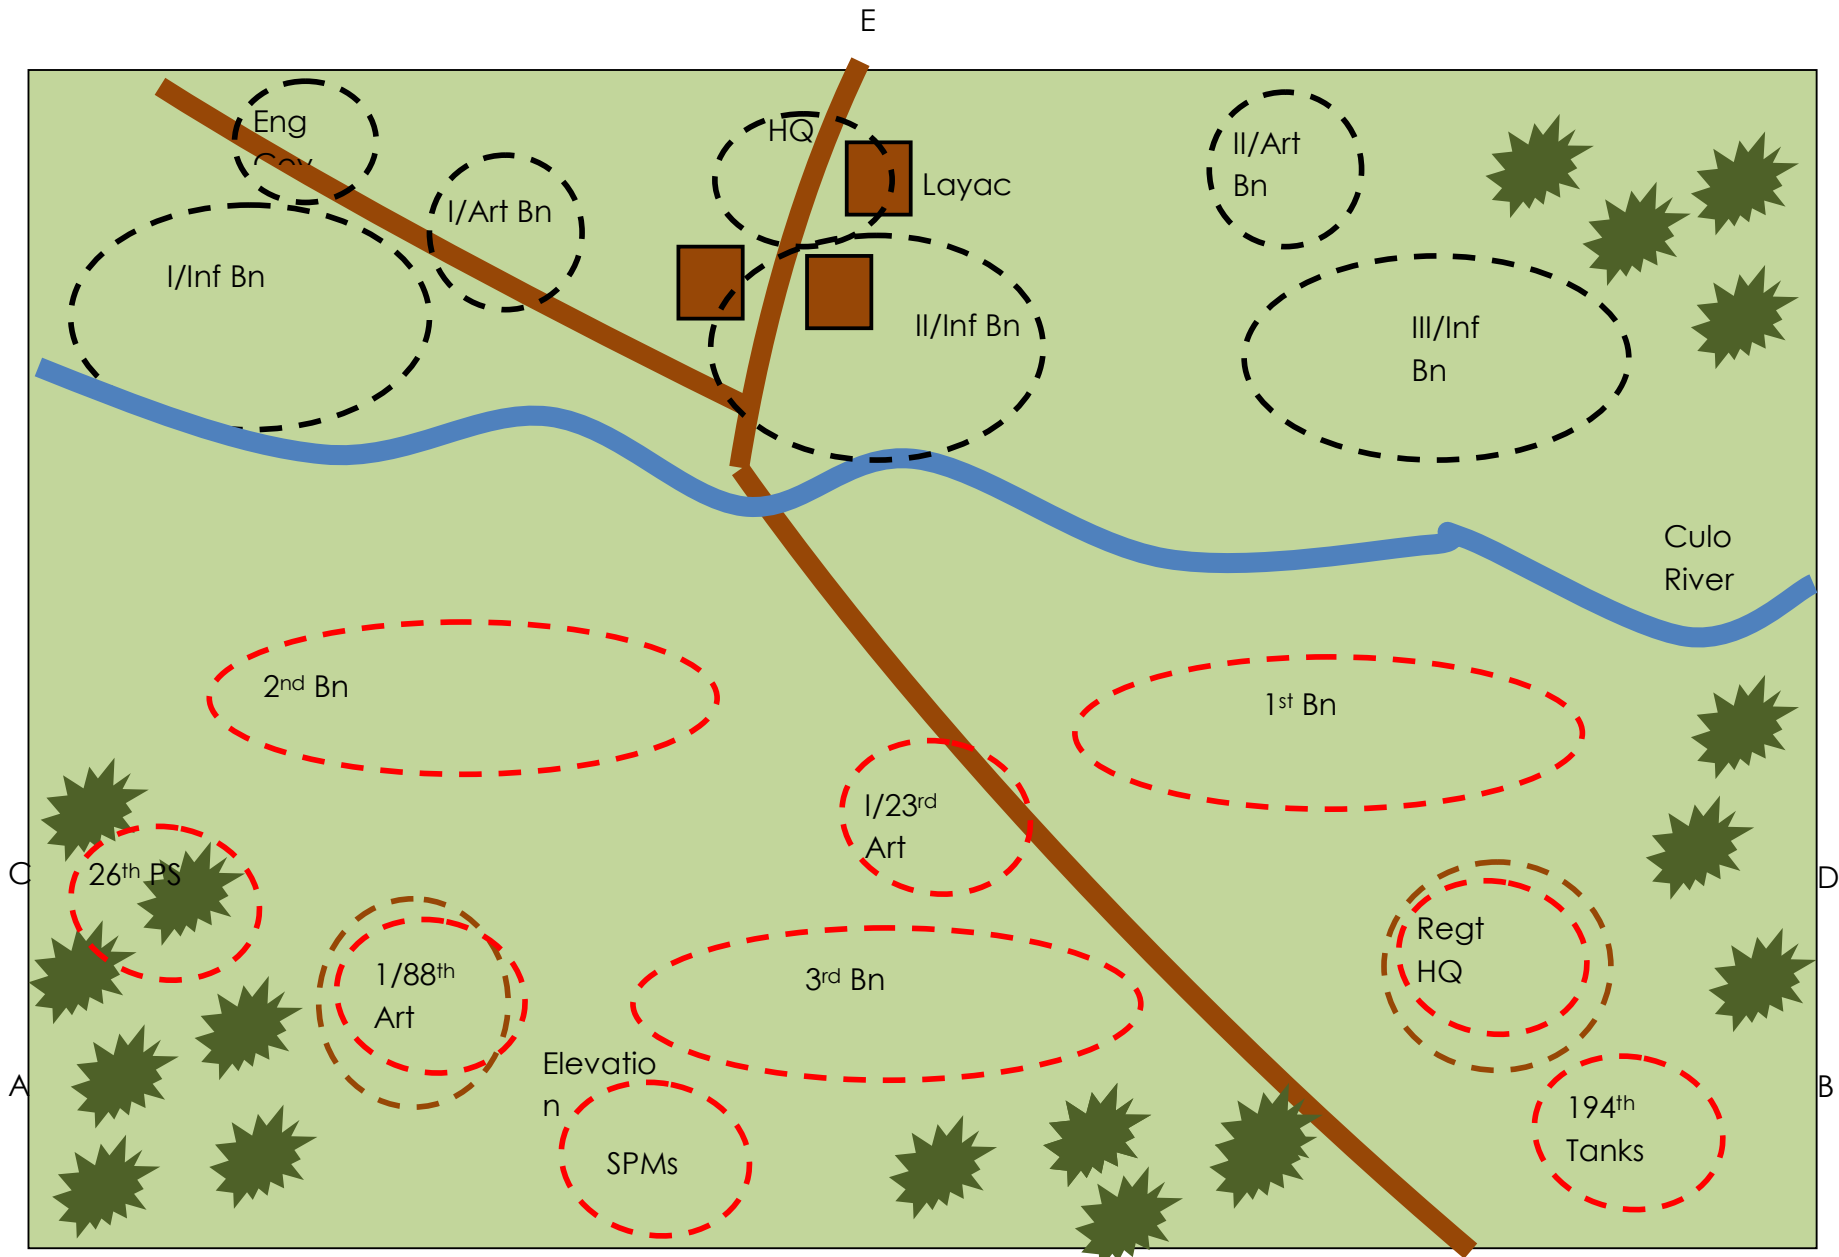 E
Eng
HQ
II/Art
Bn
Layac
I/Art Bn
I/Inf Bn
II/Inf Bn
III/Inf
Bn
Culo
River
2nd Bn
1st Bn
I/23rd
Art
C
26th PS
D
Regt
HQ
1/88th
Art
3rd Bn
Elevatio
n
A
B
194th
Tanks
SPMs